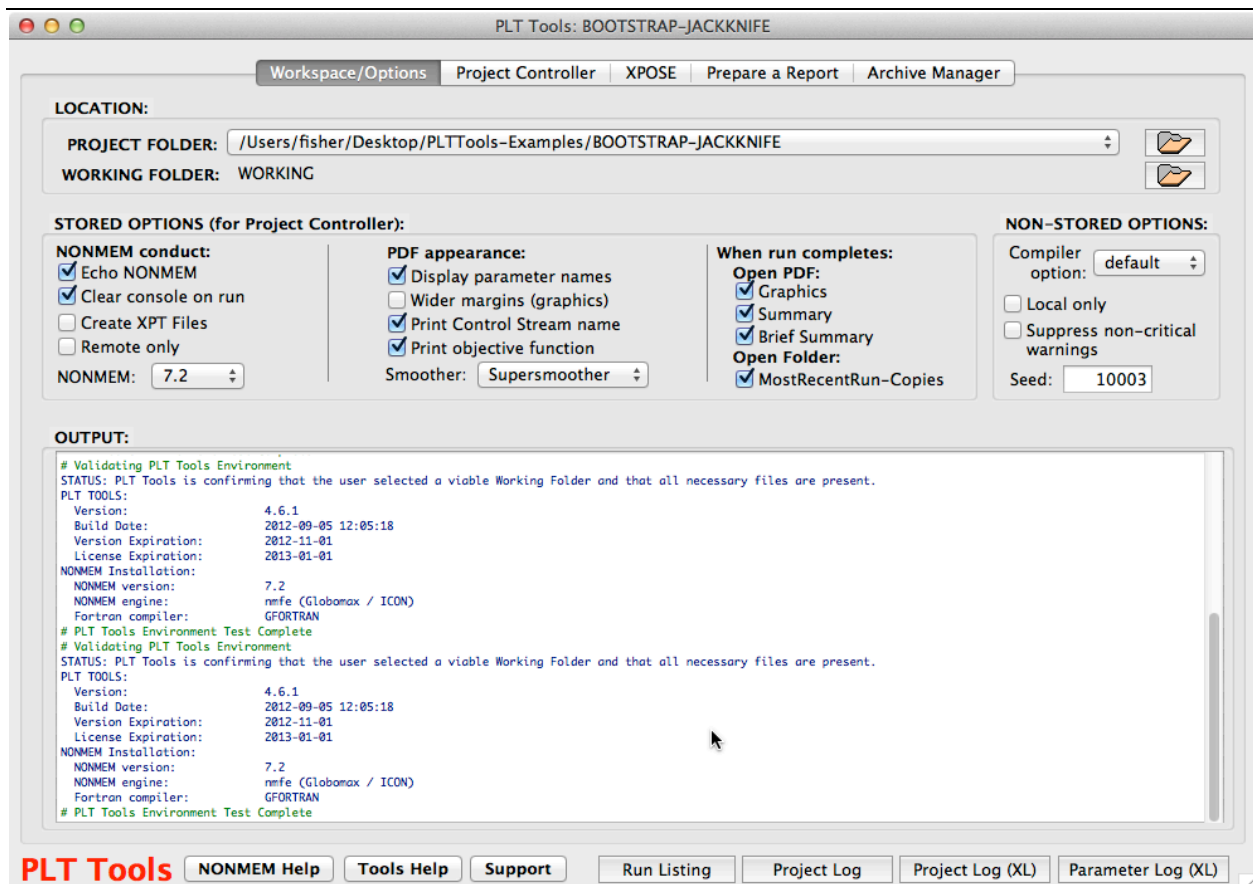 PLT Tools: BOOTSTRAP-JACKKNIFE
Workspace/Options Project Controller XPOSE Prepare a Report Archive Manager
LOCATION:
PROJECT FOLDER: /Users/fisher/Desktop/PLTTools-Examples/BOOTSTRAP-JACKKNIFE
WORKING FOLDER: WORKING
STORED OPTIONS (for Project Controller):
NONMEM conduct:
Echo NONMEM
Clear console on run
Create XPT Files
Remote only
NONMEM: 7.2
PDF appearance:
Display parameter names
Wider margins (graphics)
Print Control Stream name
Print objective function
Smoother: Supersmoother
When run completes:
Open PDF:
Graphics
Summary
Brief Summary
Open Folder:
MostRecentRun-Copies
NON-STORED OPTIONS:
Compiler
option: default
Local only
Suppress non-critical
warnings
Seed: 10003
OUTPUT:
# Validating PLT Tools Environment
STATUS: PLT Tools is confirming that the user selected a viable Working Folder and that all necessary files are present.
PLT TOOLS:
Version: 4.6.1
Build Date: 2012-09-05 12:05:18
Version Expiration: 2012-11-01
License Expiration: 2013-01-01
NONMEM Installation:
NONMEM version: 7.2
NONMEM engine: nmfe (Globomax / ICON)
Fortran compiler: GFORTRAN
# PLT Tools Environment Test Complete
# Validating PLT Tools Environment
STATUS: PLT Tools is confirming that the user selected a viable Working Folder and that all necessary files are present.
PLT TOOLS:
Version: 4.6.1
Build Date: 2012-09-05 12:05:18
Version Expiration: 2012-11-01
License Expiration: 2013-01-01
NONMEM Installation:
NONMEM version: 7.2
NONMEM engine: nmfe (Globomax / ICON)
Fortran compiler: GFORTRAN
# PLT Tools Environment Test Complete
PLT Tools NONMEM Help Tools Help Support Run Listing Project Log Project Log (XL) Parameter Log (XL)